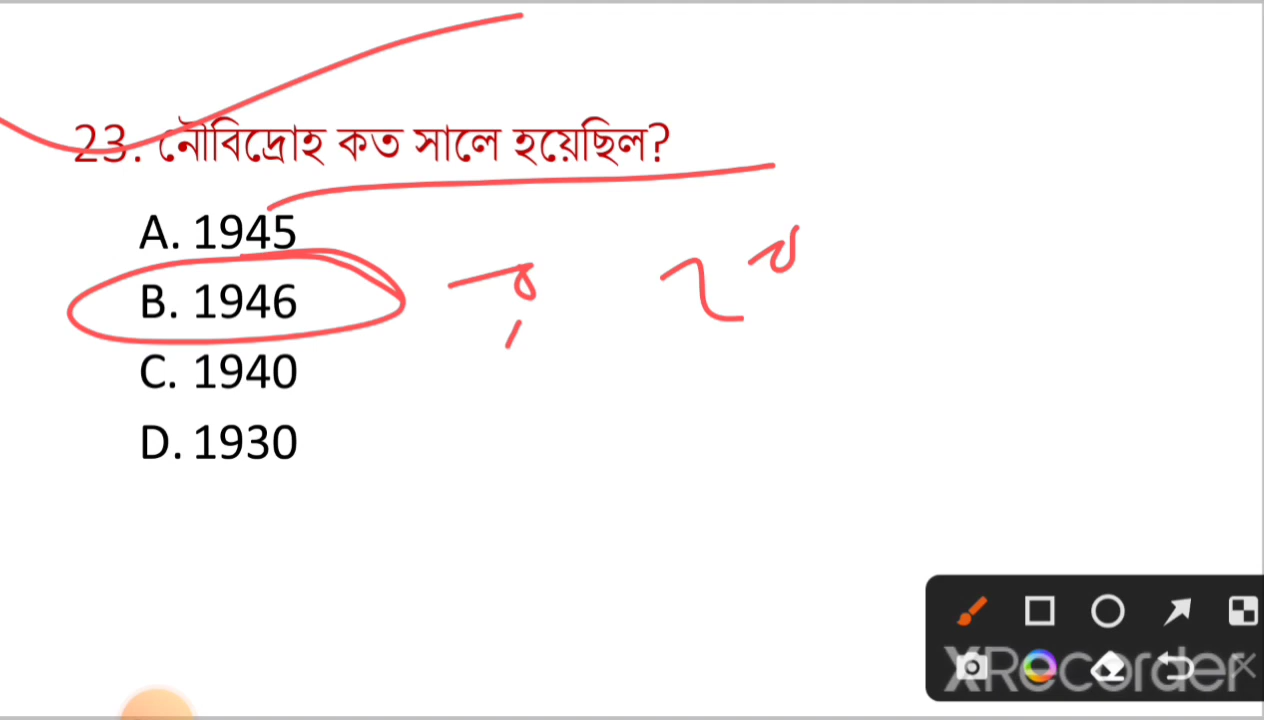 23. নৌবিদ্রোহ কত সালে হয়েছিল?
A. 1945
B. 1946
C. 1940
D. 1930
XRecorder